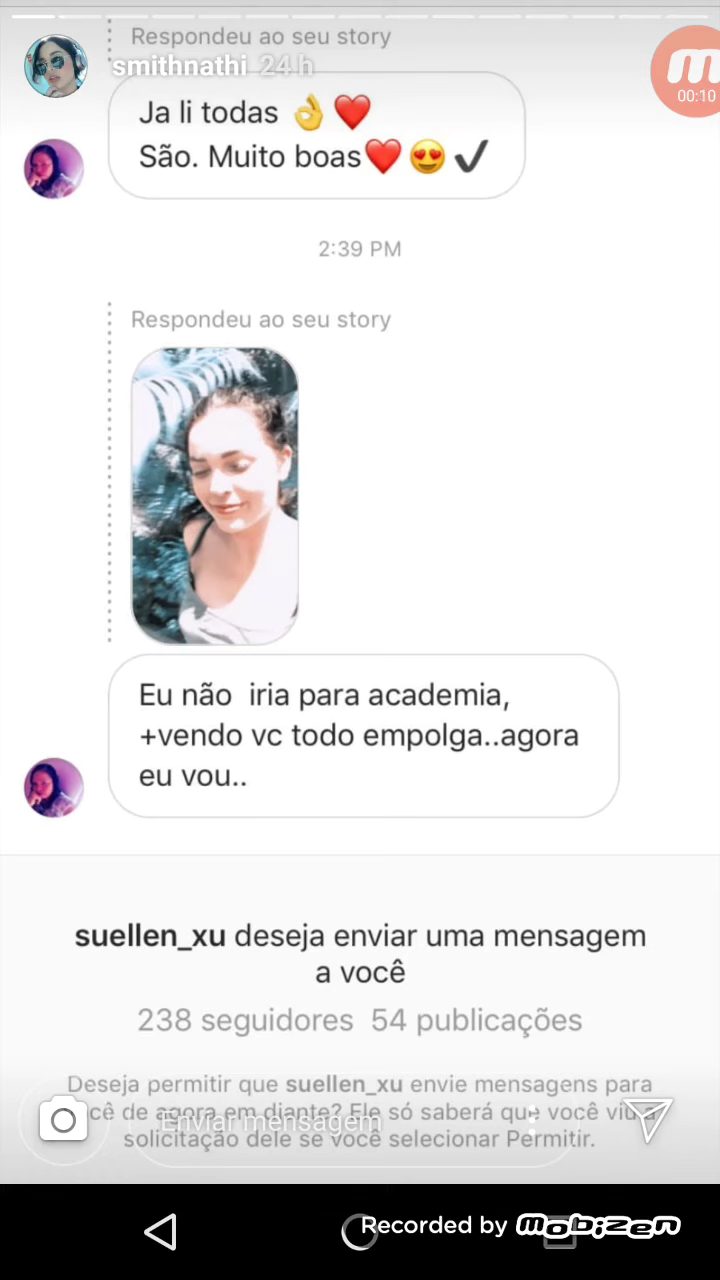 Respondeu ao seu story
smithnathi 24 h
00:10
Ja li todas 👌❤️
São. Muito boas❤️😍✔️
2:39 PM
Respondeu ao seu story
Eu não iria para academia,
+vendo vc todo empolga..agora
eu vou..
suellen_xu deseja enviar uma mensagem
a você
238 seguidores 54 publicações
Deseja permitir que suellen_xu envie mensagens para
você de agora em diante? Ele só saberá que você viu a
solicitação dele se você selecionar Permitir.
Enviar mensagem
Recorded by mobizen